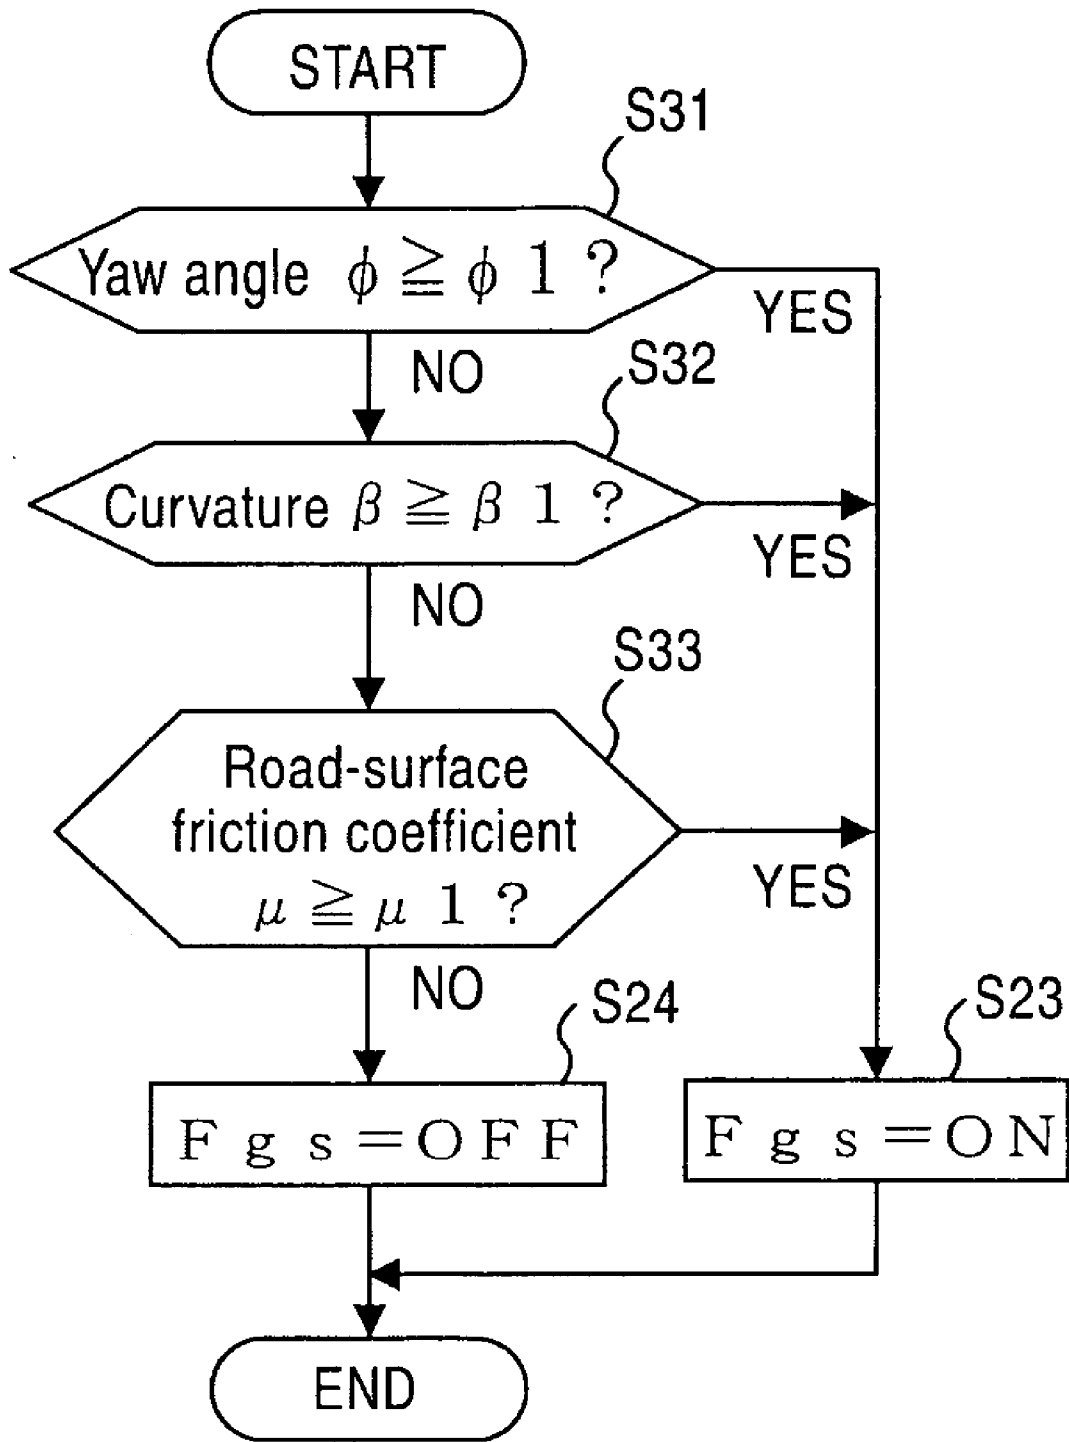 START
S31
Yaw angle ϕ ≧ ϕ 1 ?
YES
NO
S32
Curvature β ≧ β 1 ?
YES
NO
S33
Road-surface
friction coefficient
μ ≧ μ 1 ?
YES
NO
S24
S23
F g s = O F F
F g s = O N
END